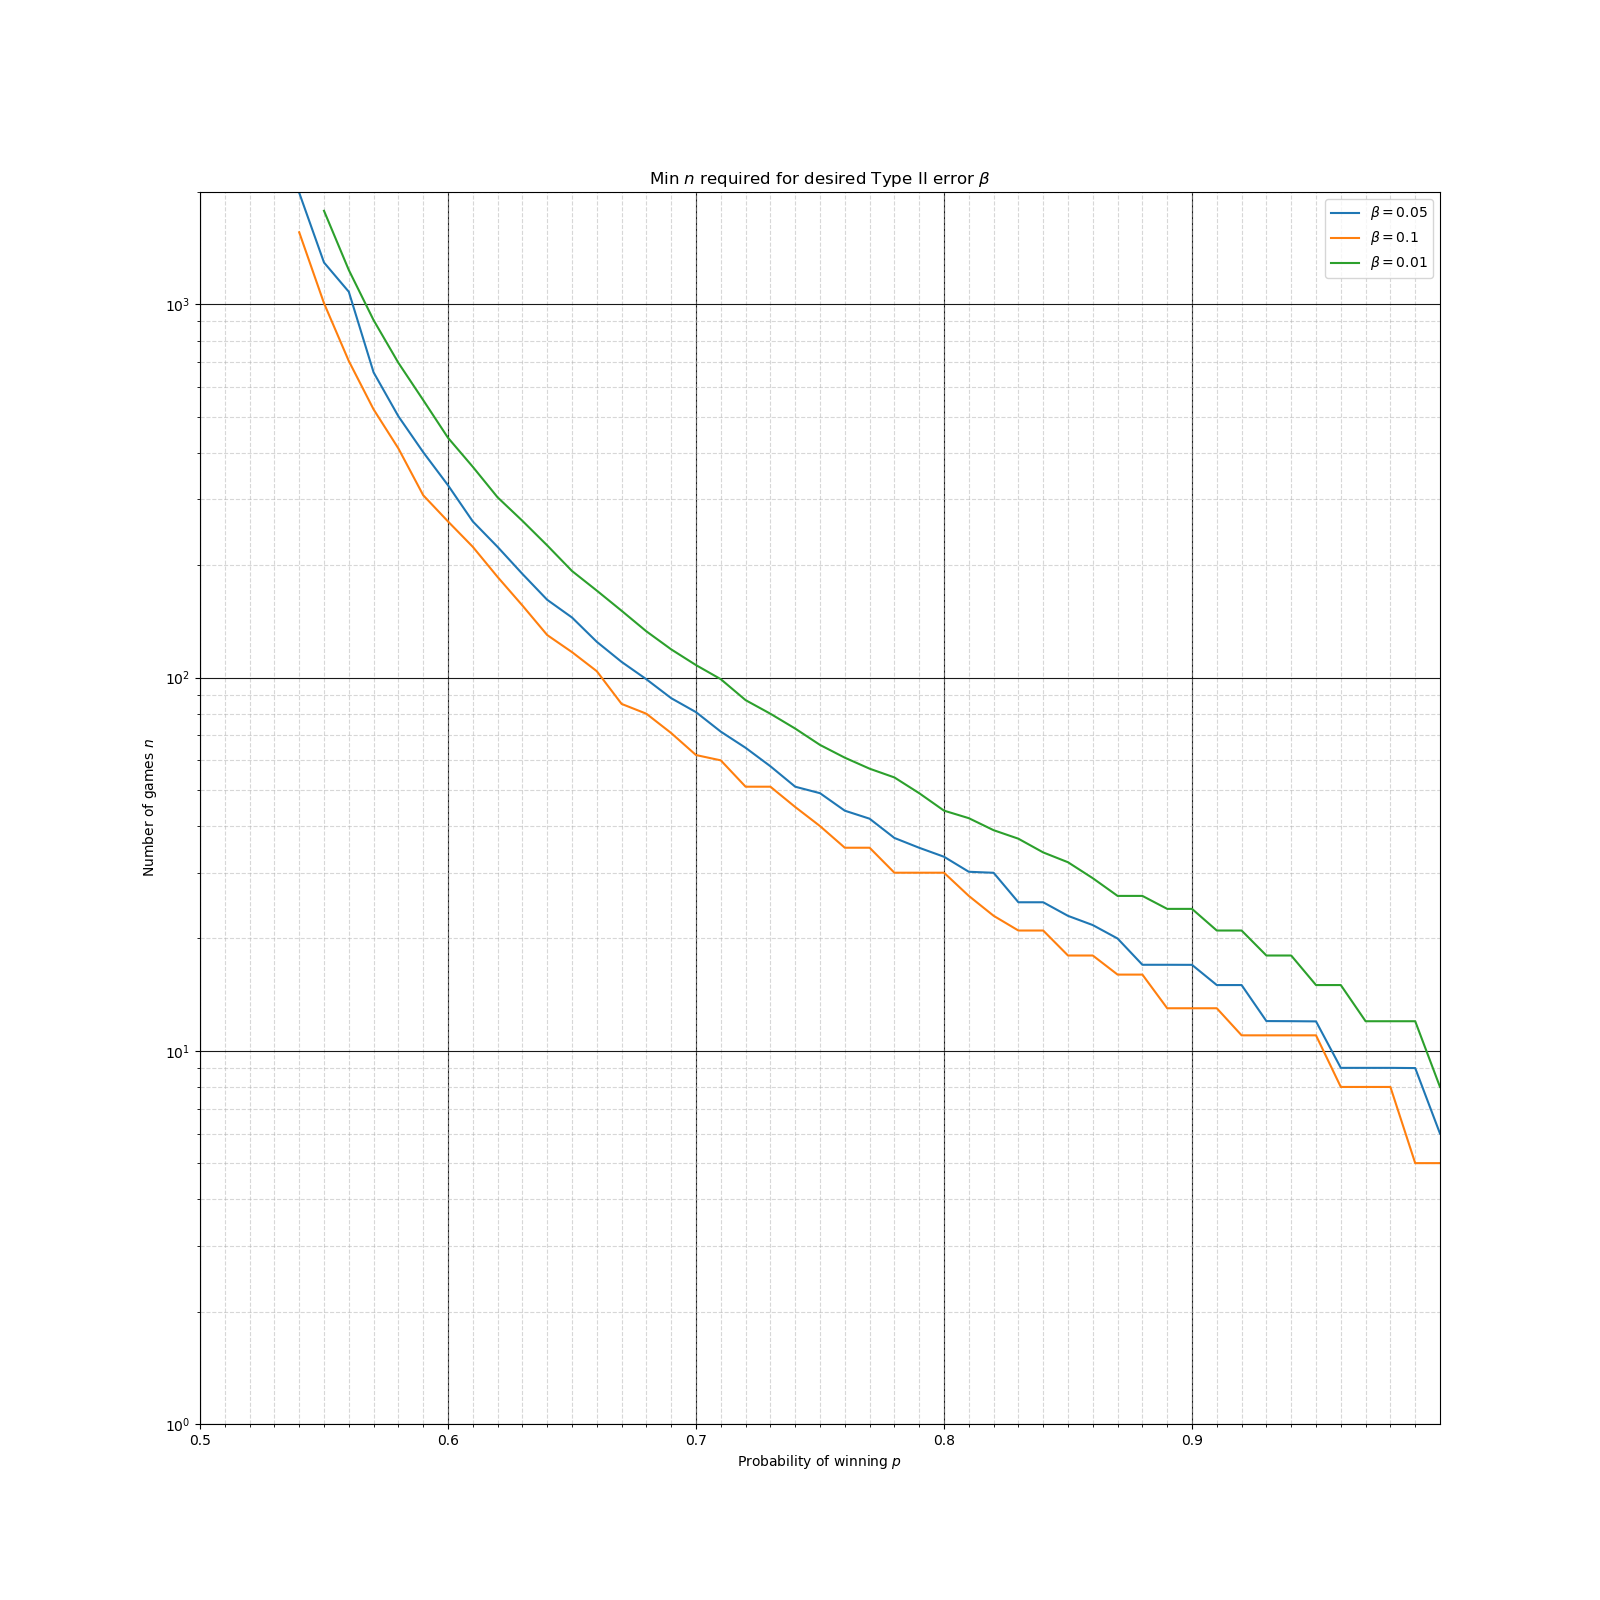 Min n required for desired Type II error β
β = 0.05
β = 0.1
β = 0.01
10³
10²
10¹
10⁰
Number of games n
0.5 0.6 0.7 0.8 0.9
Probability of winning p